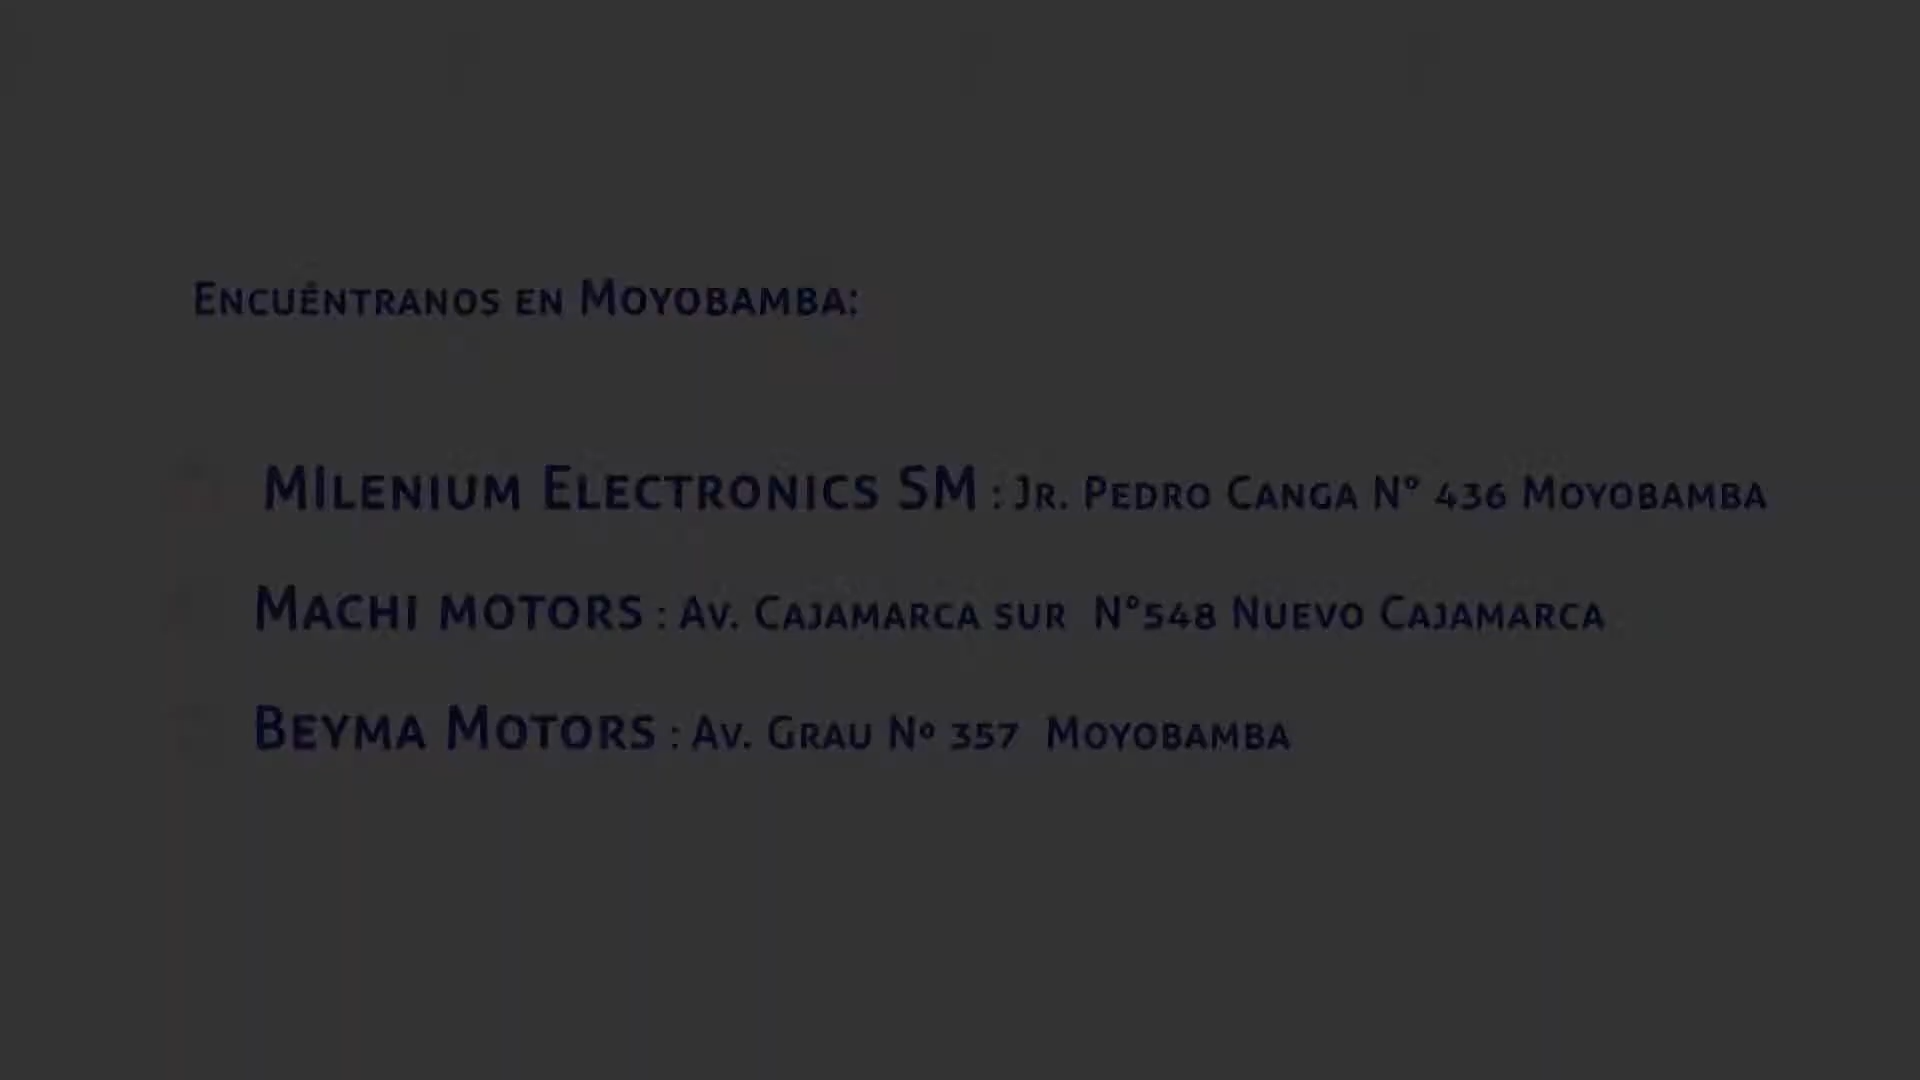 Encuéntranos en Moyobamba:
MIlenium Electronics SM : Jr. Pedro Canga N° 436 Moyobamba
Machi motors : Av. Cajamarca sur N°548 Nuevo Cajamarca
Beyma Motors : Av. Grau Nº 357 Moyobamba